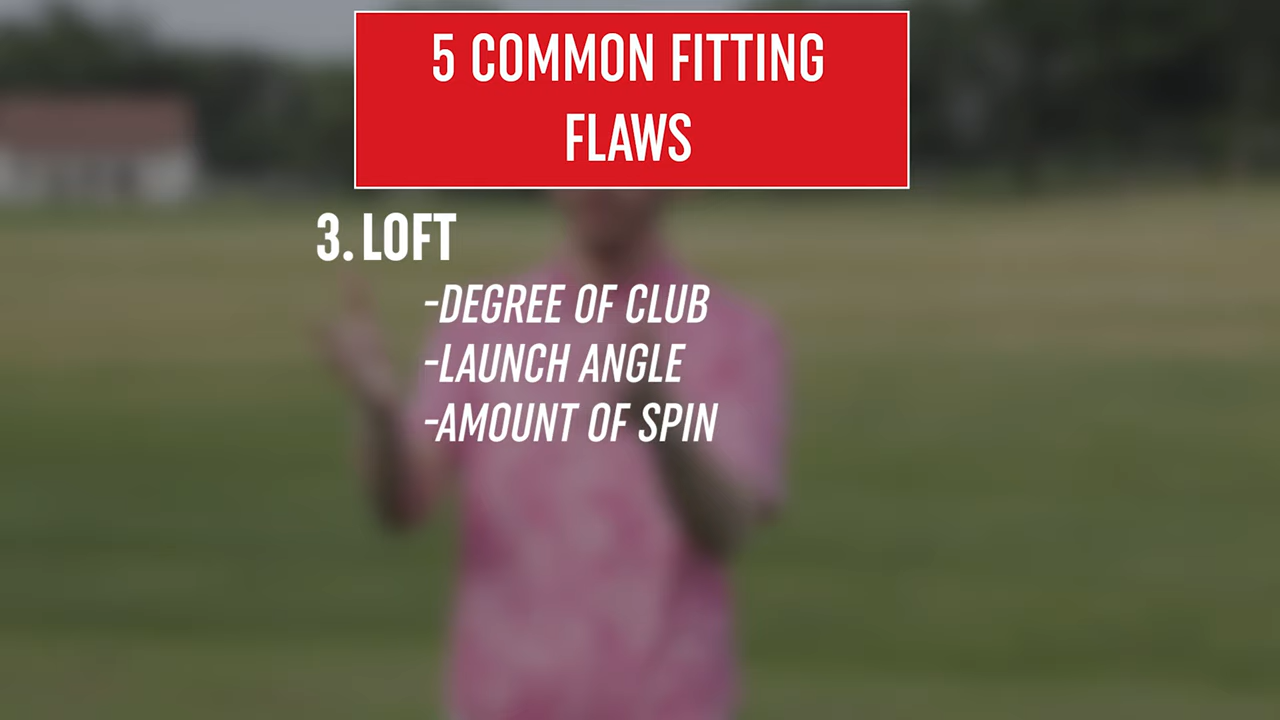 5 COMMON FITTING
FLAWS
3. LOFT
-DEGREE OF CLUB
-LAUNCH ANGLE
-AMOUNT OF SPIN